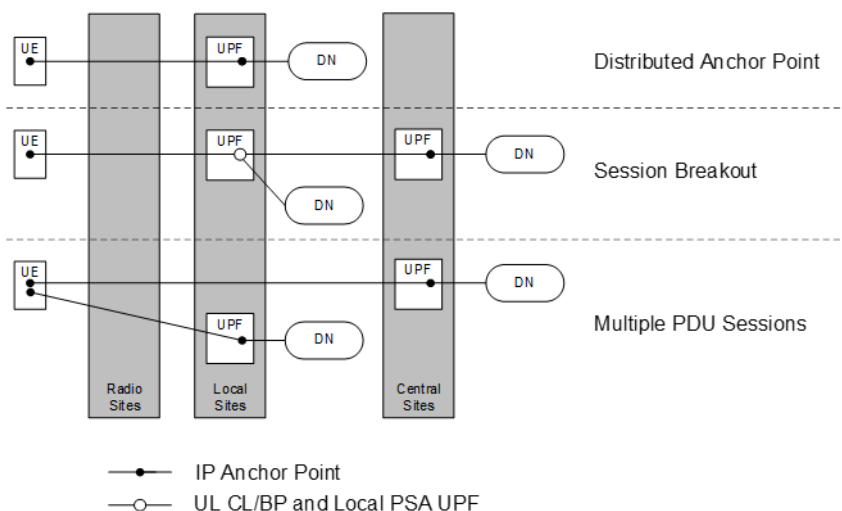 UE
UPF
DN
Distributed Anchor Point
UE
UPF
UPF
DN
Session Breakout
DN
UE
UPF
DN
Multiple PDU Sessions
UPF
DN
Radio
Sites
Local
Sites
Central
Sites
IP Anchor Point
UL CL/BP and Local PSA UPF